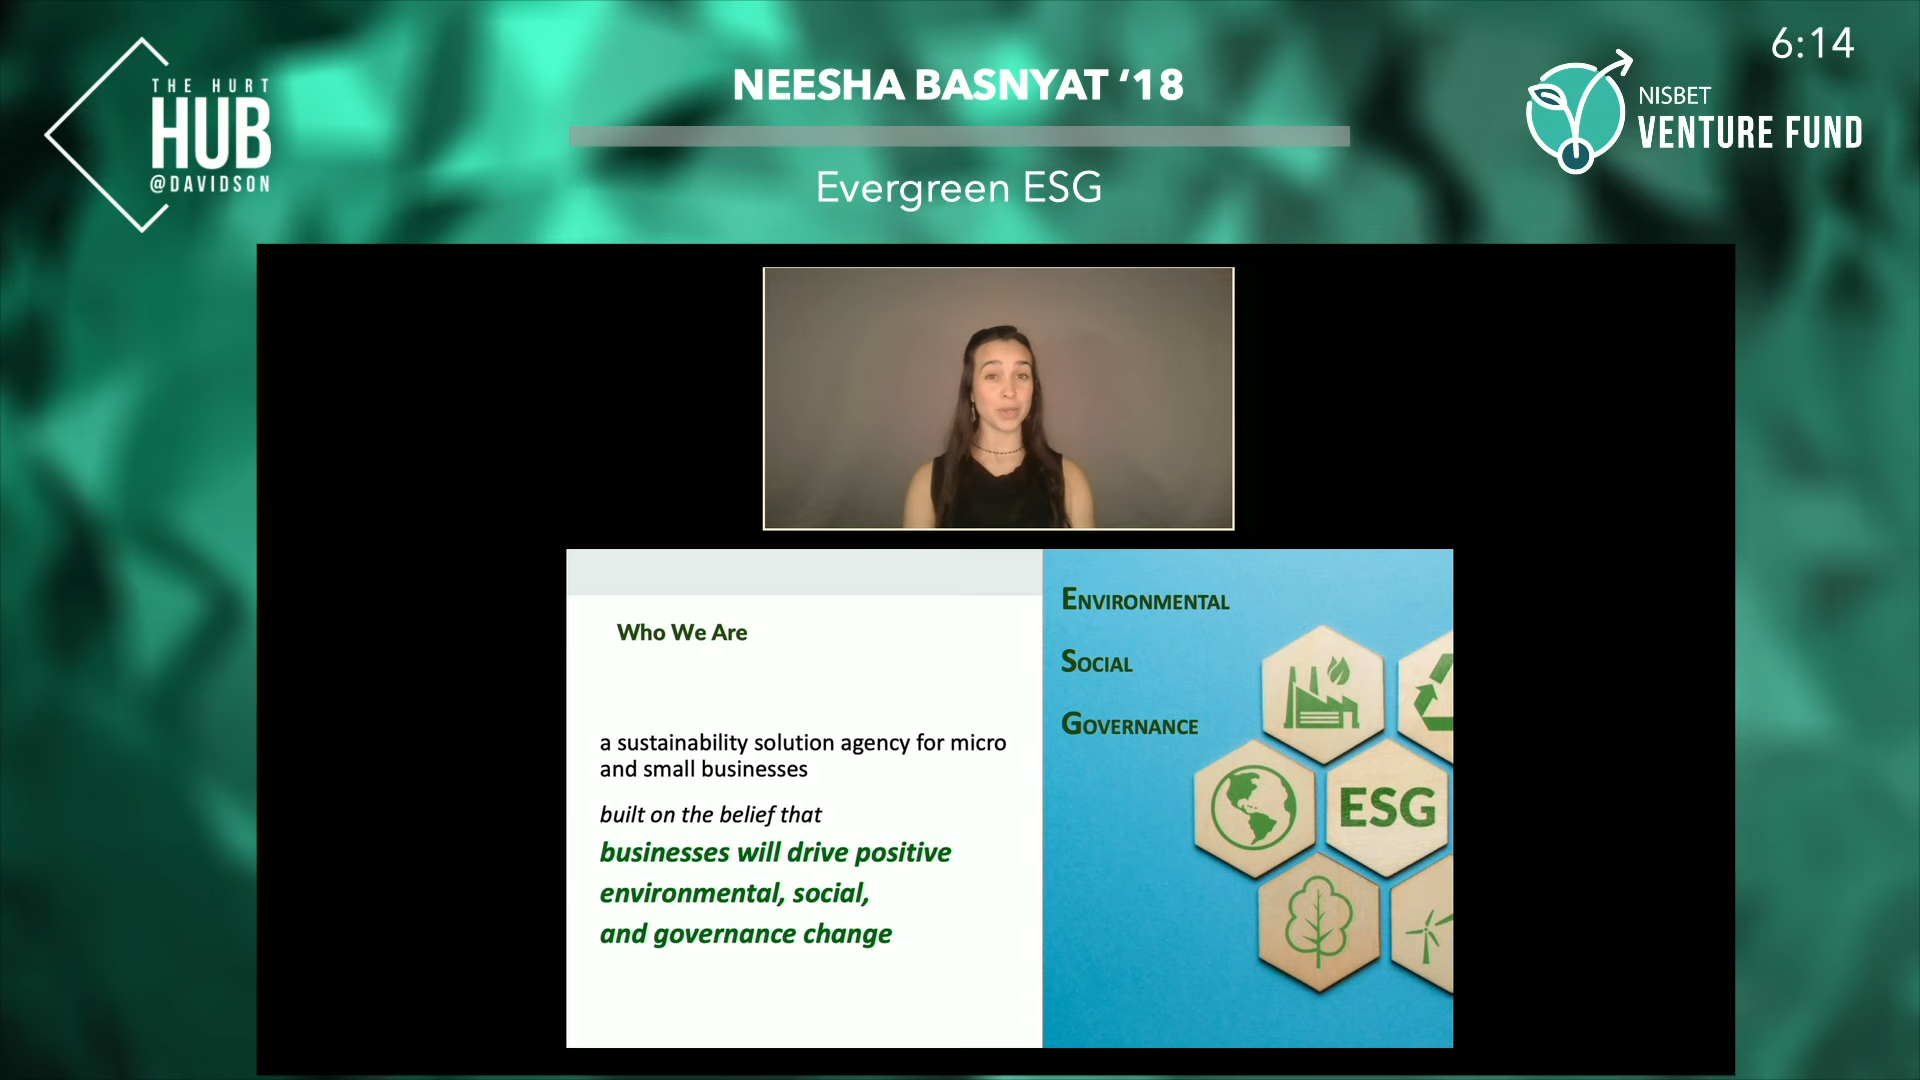 THE HURT
HUB
@DAVIDSON
NEESHA BASNYAT ‘18
Evergreen ESG
6:14
NISBET
VENTURE FUND
Who We Are
a sustainability solution agency for micro
and small businesses
built on the belief that
businesses will drive positive
environmental, social,
and governance change
ENVIRONMENTAL
SOCIAL
GOVERNANCE
ESG